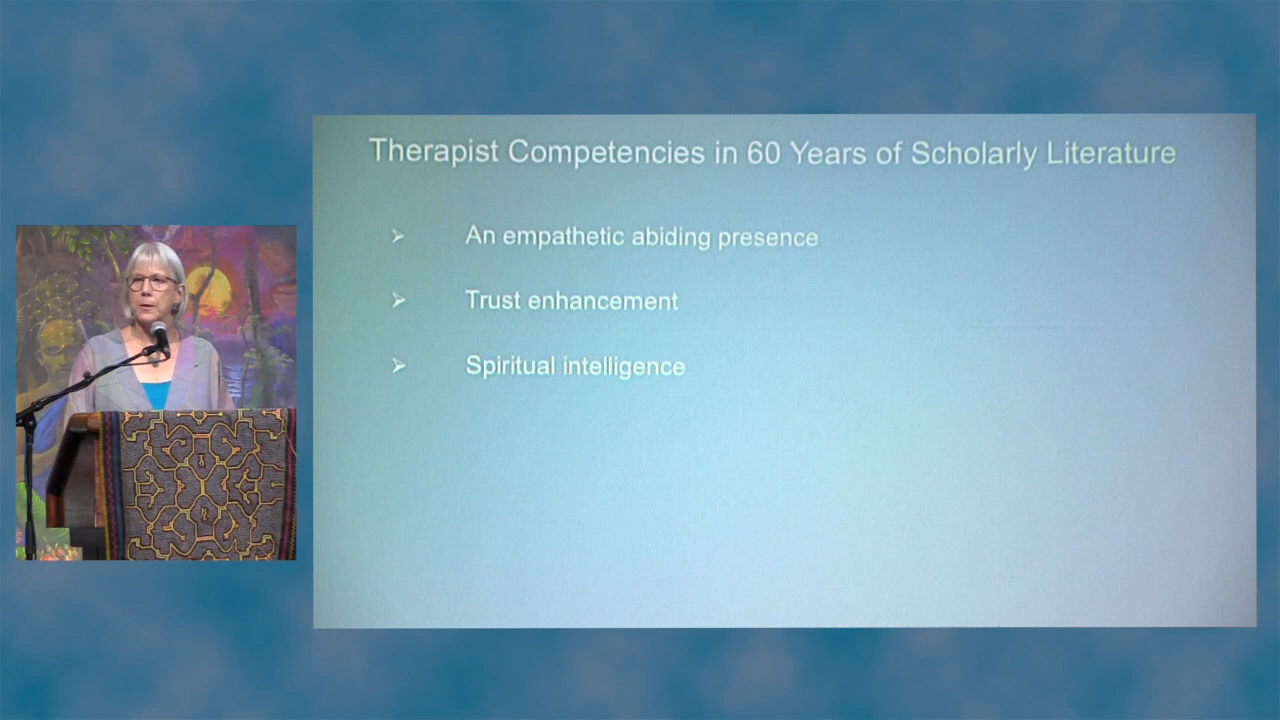 Therapist Competencies in 60 Years of Scholarly Literature
An empathetic abiding presence
Trust enhancement
Spiritual intelligence